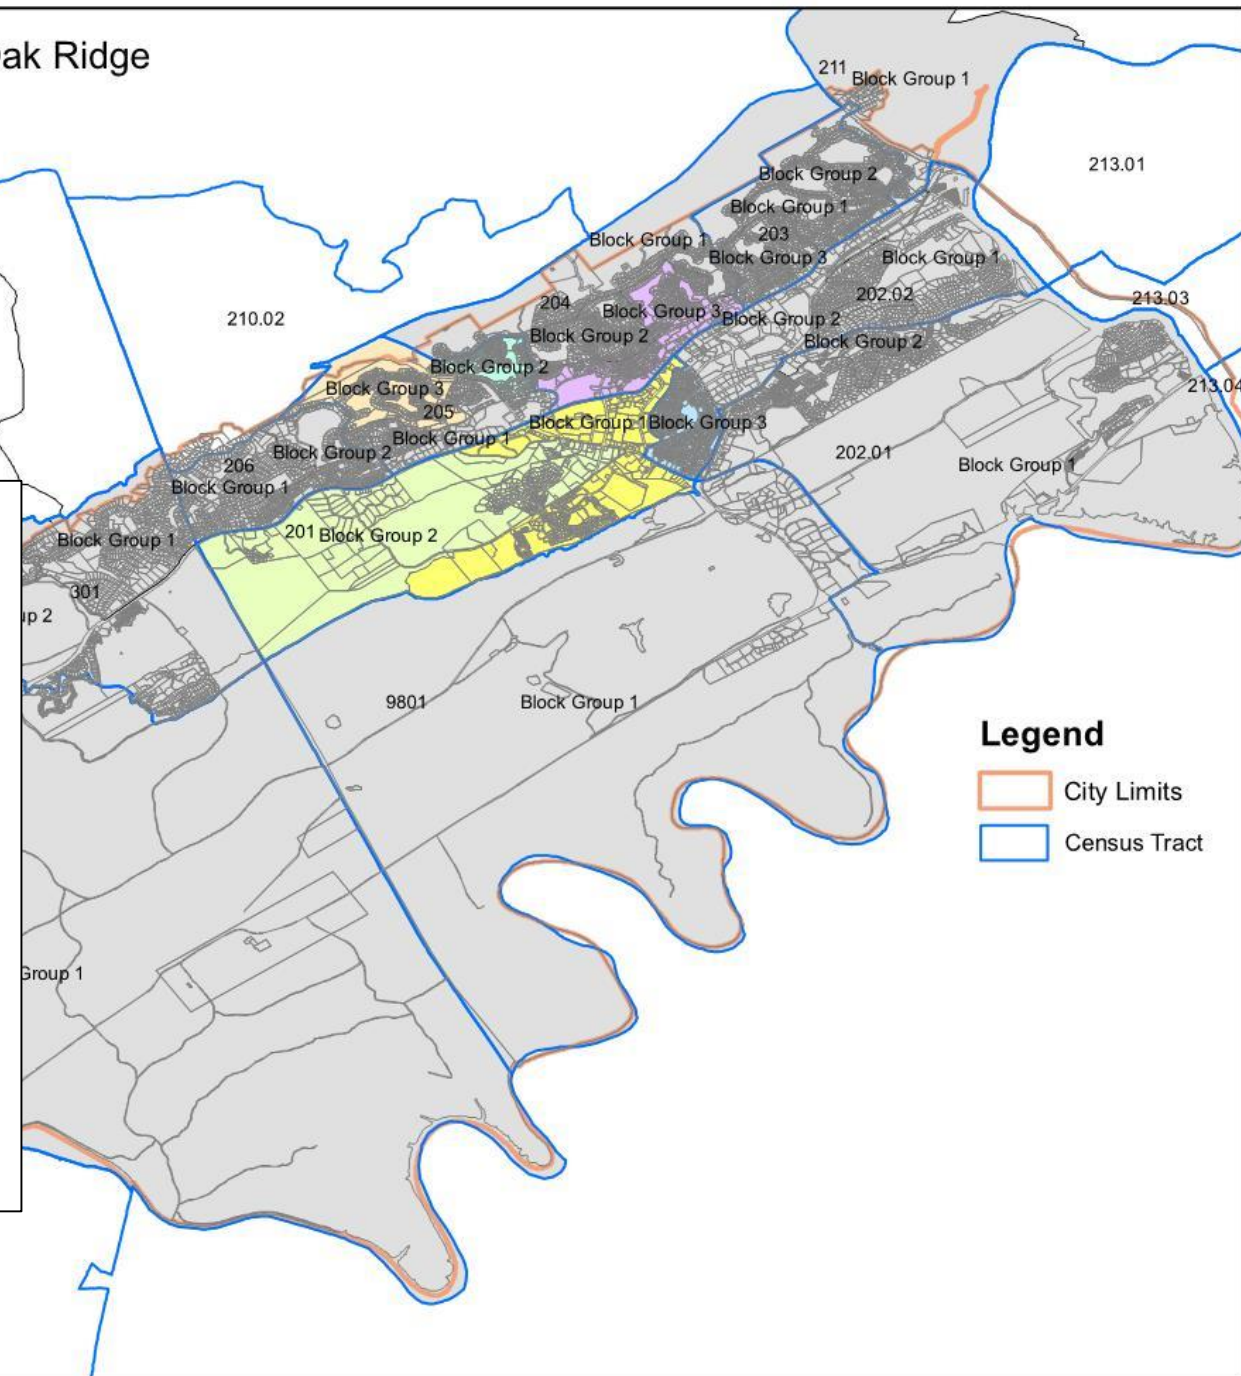 ak Ridge
211
Block Group 1
213.01
Block Group 2
Block Group 1
203
Block Group 1
Block Group 3
Block Group 1
202.02
213.03
204
Block Group 3
210.02
Block Group 2
Block Group 2
Block Group 2
Block Group 2
213.04
Block Group 3
205
Block Group 1
Block Group 3
Block Group 1
Block Group 2
202.01
206
Block Group 1
Block Group 1
201
Block Group 2
Block Group 1
301
up 2
9801
Block Group 1
Legend
City Limits
Census Tract
Group 1